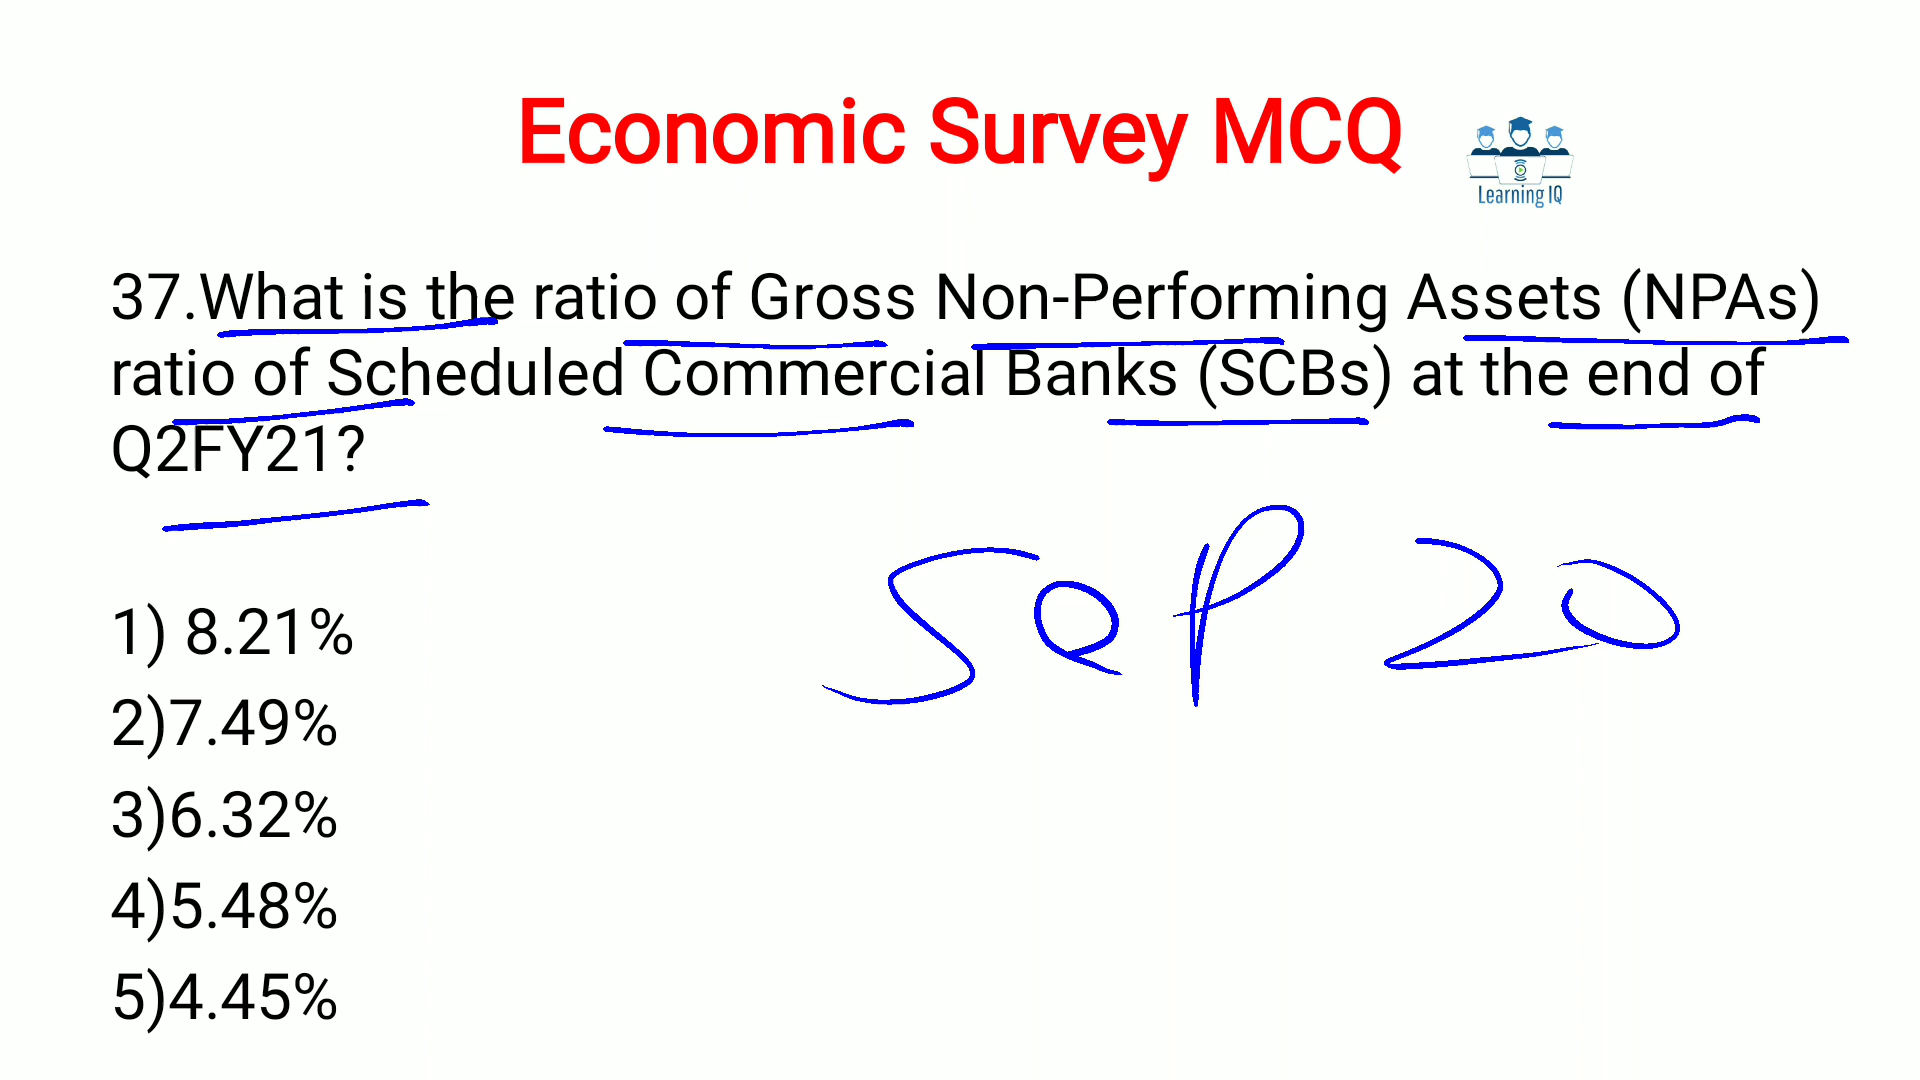 Economic Survey MCQ
Learning IQ
37.What is the ratio of Gross Non-Performing Assets (NPAs)
ratio of Scheduled Commercial Banks (SCBs) at the end of
Q2FY21?
Sep 20
1) 8.21%
2)7.49%
3)6.32%
4)5.48%
5)4.45%